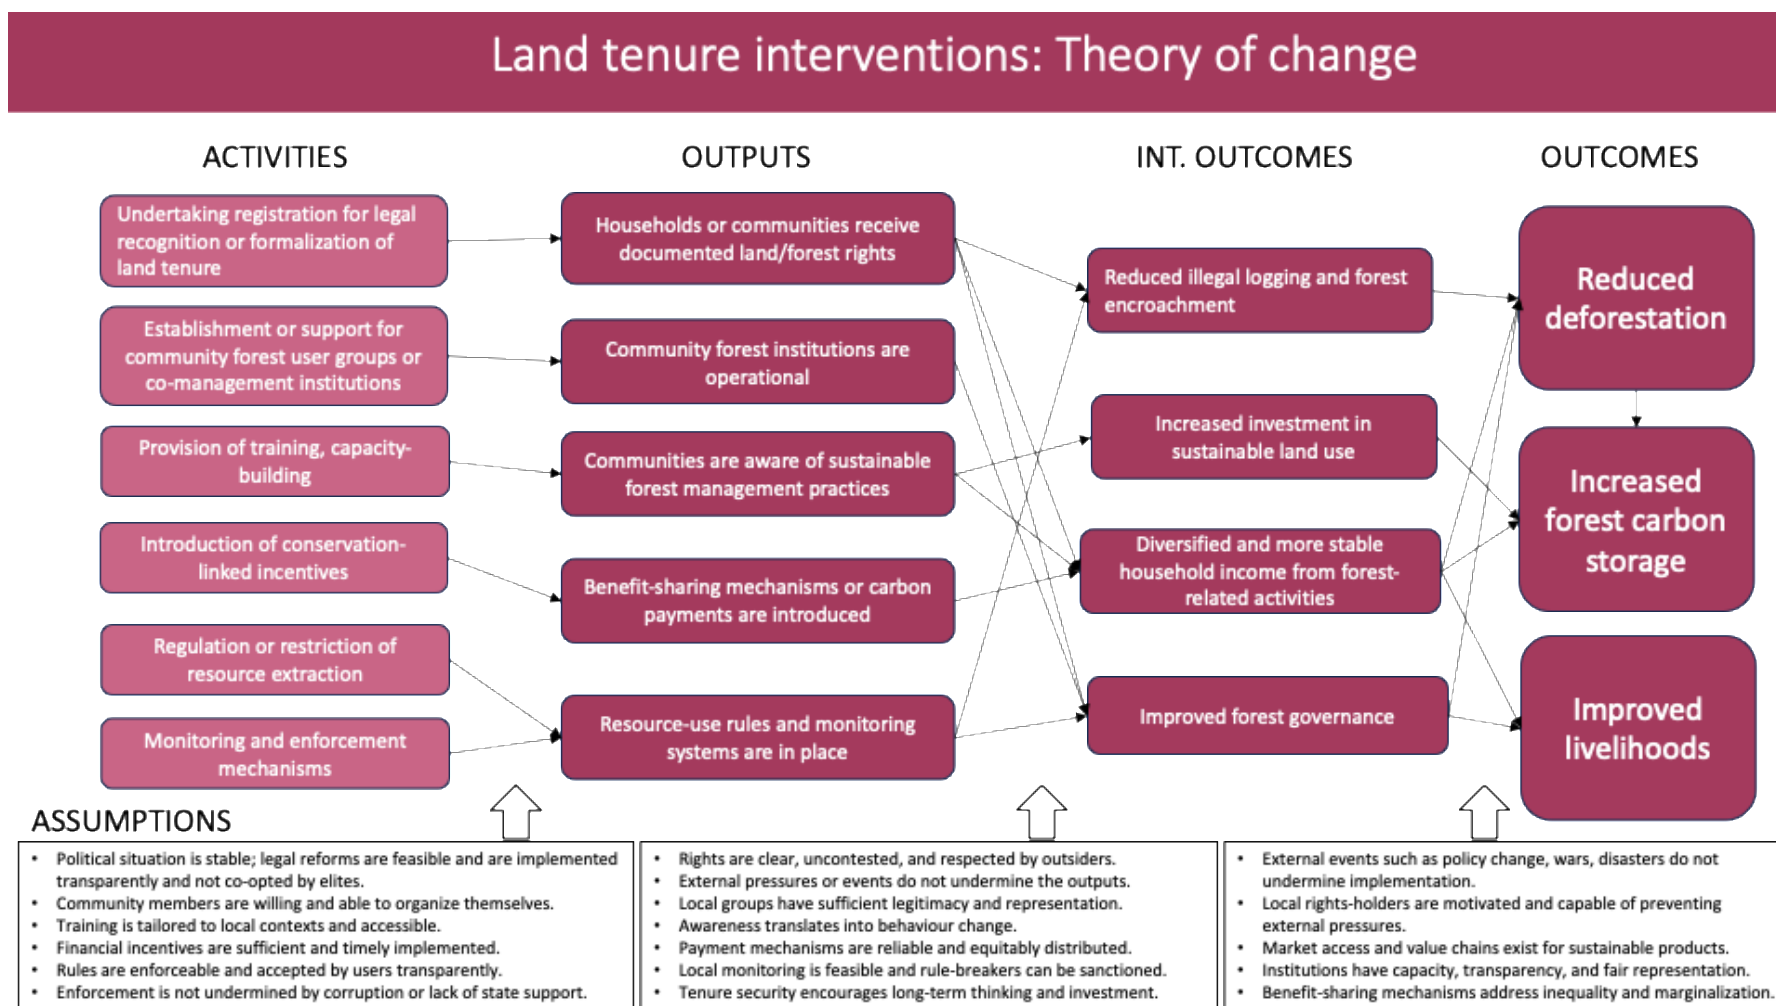 Land tenure interventions: Theory of change
ACTIVITIES
Undertaking registration for legal
recognition or formalization of
land tenure
Establishment or support for
community forest user groups or
co-management institutions
Provision of training, capacity-
building
Introduction of conservation-
linked incentives
Regulation or restriction of
resource extraction
Monitoring and enforcement
mechanisms
OUTPUTS
Households or communities receive
documented land/forest rights
Community forest institutions are
operational
Communities are aware of sustainable
forest management practices
Benefit-sharing mechanisms or carbon
payments are introduced
Resource-use rules and monitoring
systems are in place
INT. OUTCOMES
Reduced illegal logging and forest
encroachment
Increased investment in
sustainable land use
Diversified and more stable
household income from forest-
related activities
Improved forest governance
OUTCOMES
Reduced
deforestation
Increased
forest carbon
storage
Improved
livelihoods
ASSUMPTIONS
• Political situation is stable; legal reforms are feasible and are implemented
transparently and not co-opted by elites.
• Community members are willing and able to organize themselves.
• Training is tailored to local contexts and accessible.
• Financial incentives are sufficient and timely implemented.
• Rules are enforceable and accepted by users transparently.
• Enforcement is not undermined by corruption or lack of state support.
• Rights are clear, uncontested, and respected by outsiders.
• External pressures or events do not undermine the outputs.
• Local groups have sufficient legitimacy and representation.
• Awareness translates into behaviour change.
• Payment mechanisms are reliable and equitably distributed.
• Local monitoring is feasible and rule-breakers can be sanctioned.
• Tenure security encourages long-term thinking and investment.
• External events such as policy change, wars, disasters do not
undermine implementation.
• Local rights-holders are motivated and capable of preventing
external pressures.
• Market access and value chains exist for sustainable products.
• Institutions have capacity, transparency, and fair representation.
• Benefit-sharing mechanisms address inequality and marginalization.